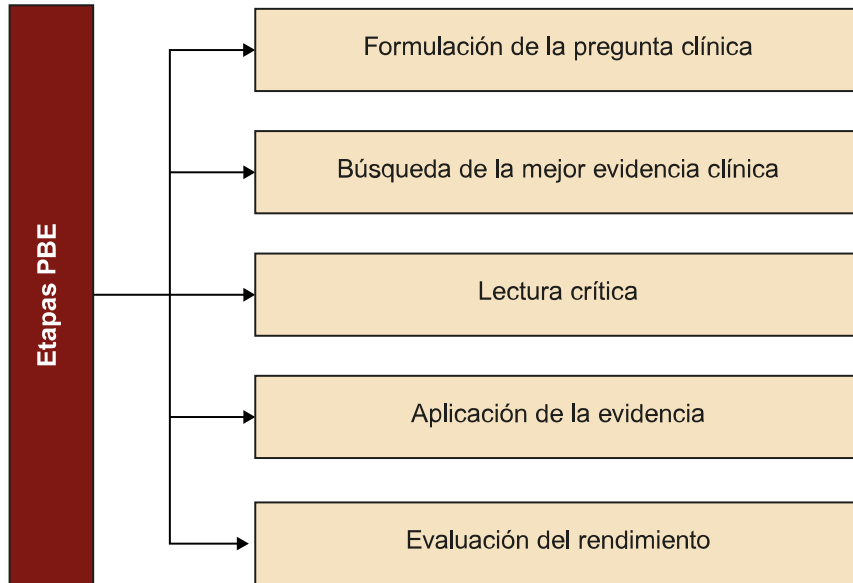 Etapas PBE
Formulación de la pregunta clínica
Búsqueda de la mejor evidencia clínica
Lectura crítica
Aplicación de la evidencia
Evaluación del rendimiento